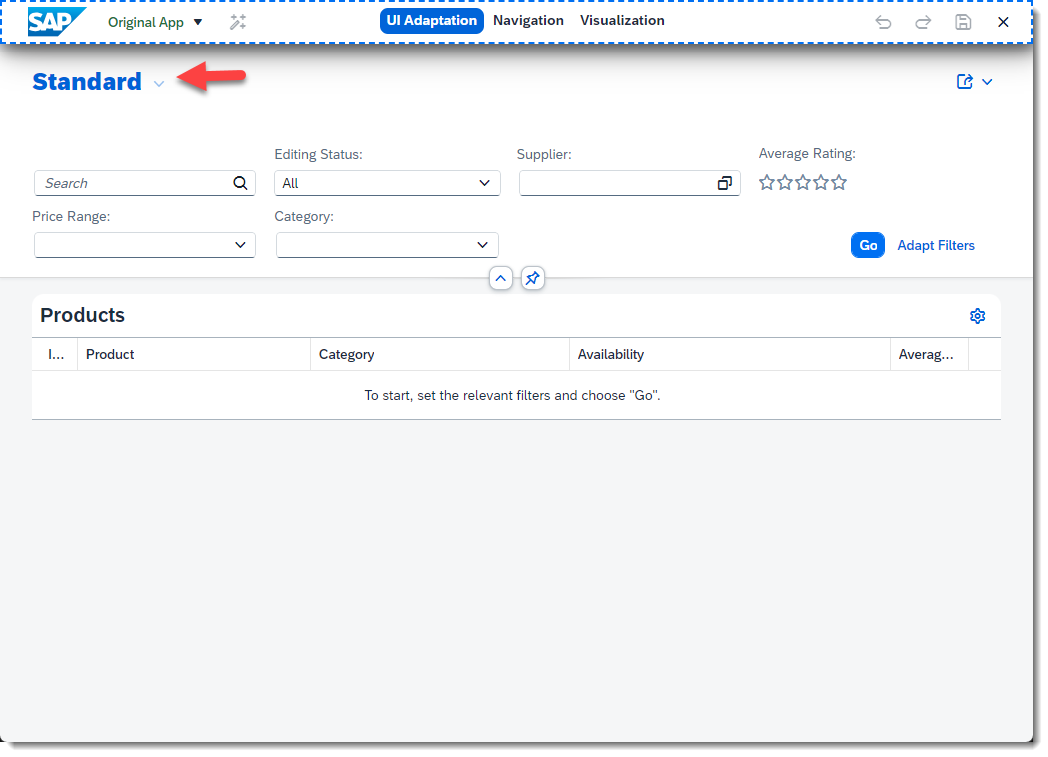 SAP Original App UI Adaptation Navigation Visualization
Standard
Editing Status: Supplier: Average Rating:
Search All
Price Range: Category:
Go Adapt Filters
Products
I... Product Category Availability Averag...
To start, set the relevant filters and choose "Go".